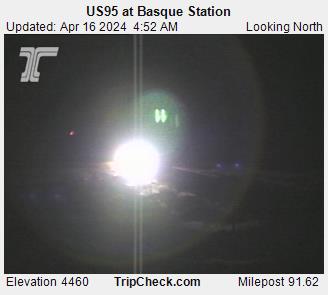 US95 at Basque Station
Updated: Apr 16 2024 4:52 AM Looking North
Elevation 4460 TripCheck.com Milepost 91.62